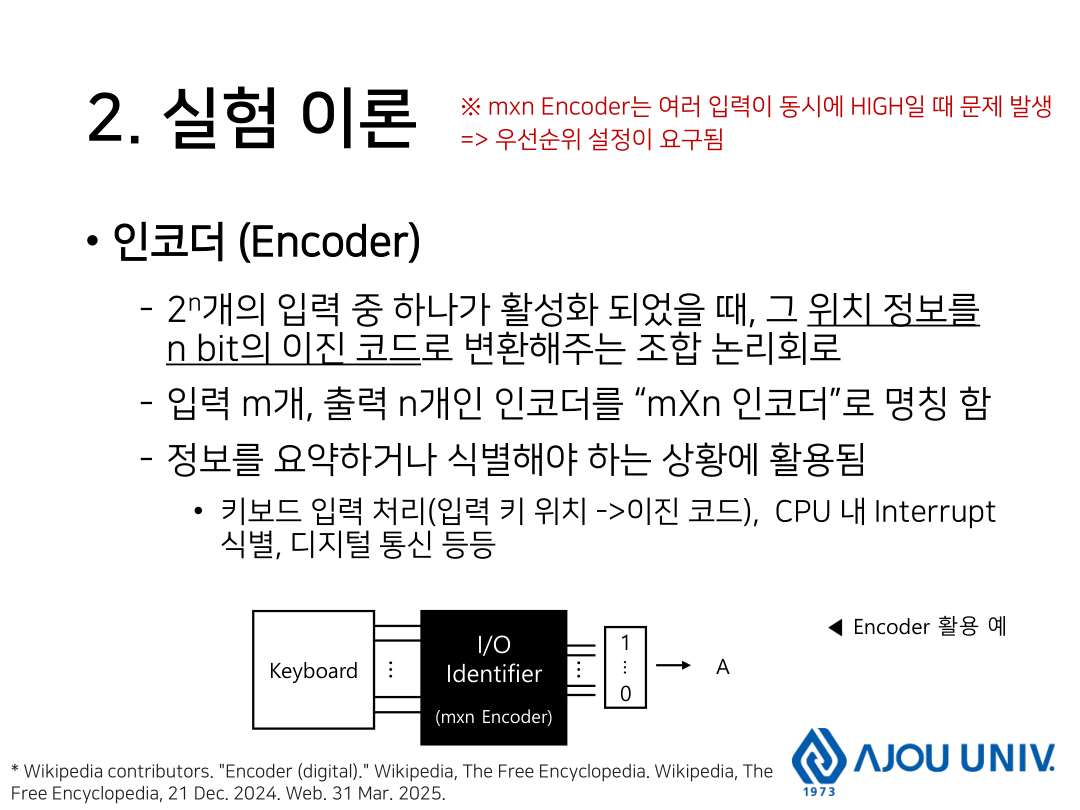 2. 실험 이론
※ mxn Encoder는 여러 입력이 동시에 HIGH일 때 문제 발생
=> 우선순위 설정이 요구됨
• 인코더 (Encoder)
- 2ⁿ개의 입력 중 하나가 활성화 되었을 때, 그 위치 정보를
n bit의 이진 코드로 변환해주는 조합 논리회로
- 입력 m개, 출력 n개인 인코더를 “mXn 인코더”로 명칭 함
- 정보를 요약하거나 식별해야 하는 상황에 활용됨
• 키보드 입력 처리(입력 키 위치 ->이진 코드), CPU 내 Interrupt
식별, 디지털 통신 등등
Keyboard
⋮
I/O
Identifier
(mxn Encoder)
⋮
1
⋮
0
A
◀ Encoder 활용 예
* Wikipedia contributors. "Encoder (digital)." Wikipedia, The Free Encyclopedia. Wikipedia, The
Free Encyclopedia, 21 Dec. 2024. Web. 31 Mar. 2025.
AJOU UNIV.
1973